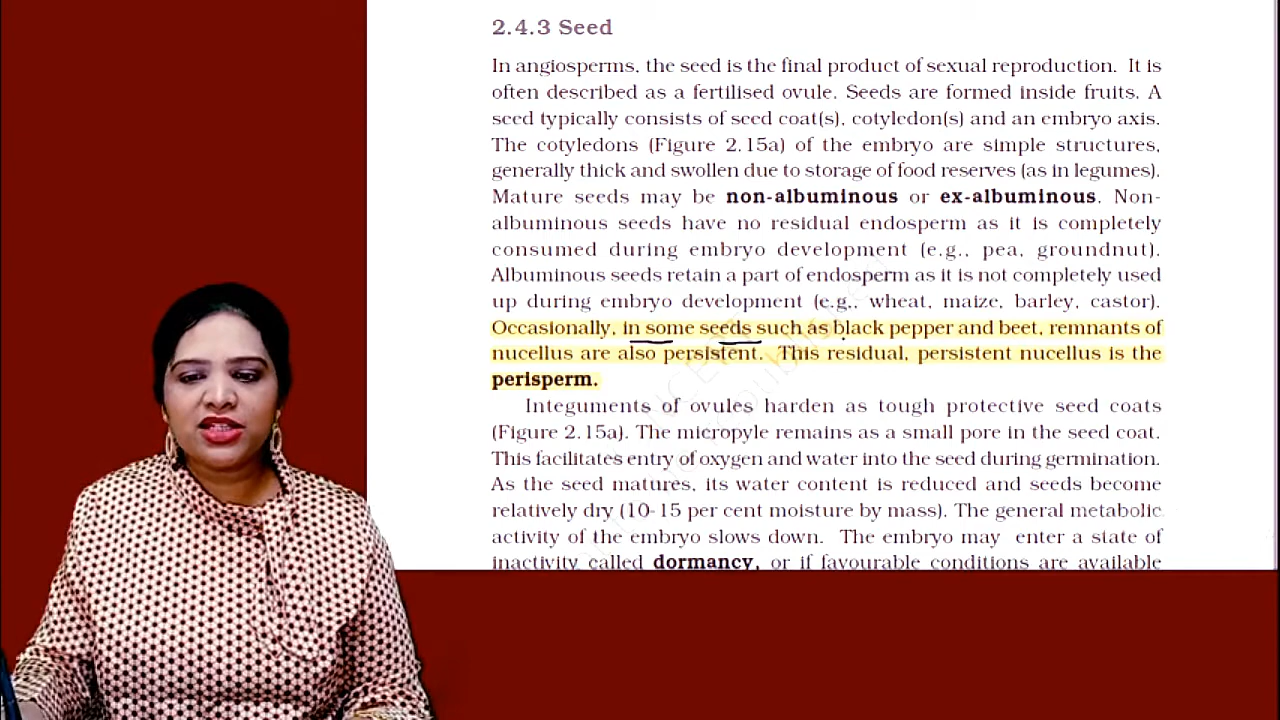 2.4.3 Seed
In angiosperms, the seed is the final product of sexual reproduction. It is
often described as a fertilised ovule. Seeds are formed inside fruits. A
seed typically consists of seed coat(s), cotyledon(s) and an embryo axis.
The cotyledons (Figure 2.15a) of the embryo are simple structures,
generally thick and swollen due to storage of food reserves (as in legumes).
Mature seeds may be non-albuminous or ex-albuminous. Non-
albuminous seeds have no residual endosperm as it is completely
consumed during embryo development (e.g., pea, groundnut).
Albuminous seeds retain a part of endosperm as it is not completely used
up during embryo development (e.g., wheat, maize, barley, castor).
Occasionally, in some seeds such as black pepper and beet, remnants of
nucellus are also persistent. This residual, persistent nucellus is the
perisperm.
Integuments of ovules harden as tough protective seed coats
(Figure 2.15a). The micropyle remains as a small pore in the seed coat.
This facilitates entry of oxygen and water into the seed during germination.
As the seed matures, its water content is reduced and seeds become
relatively dry (10-15 per cent moisture by mass). The general metabolic
activity of the embryo slows down. The embryo may enter a state of
inactivity called dormancy, or if favourable conditions are available